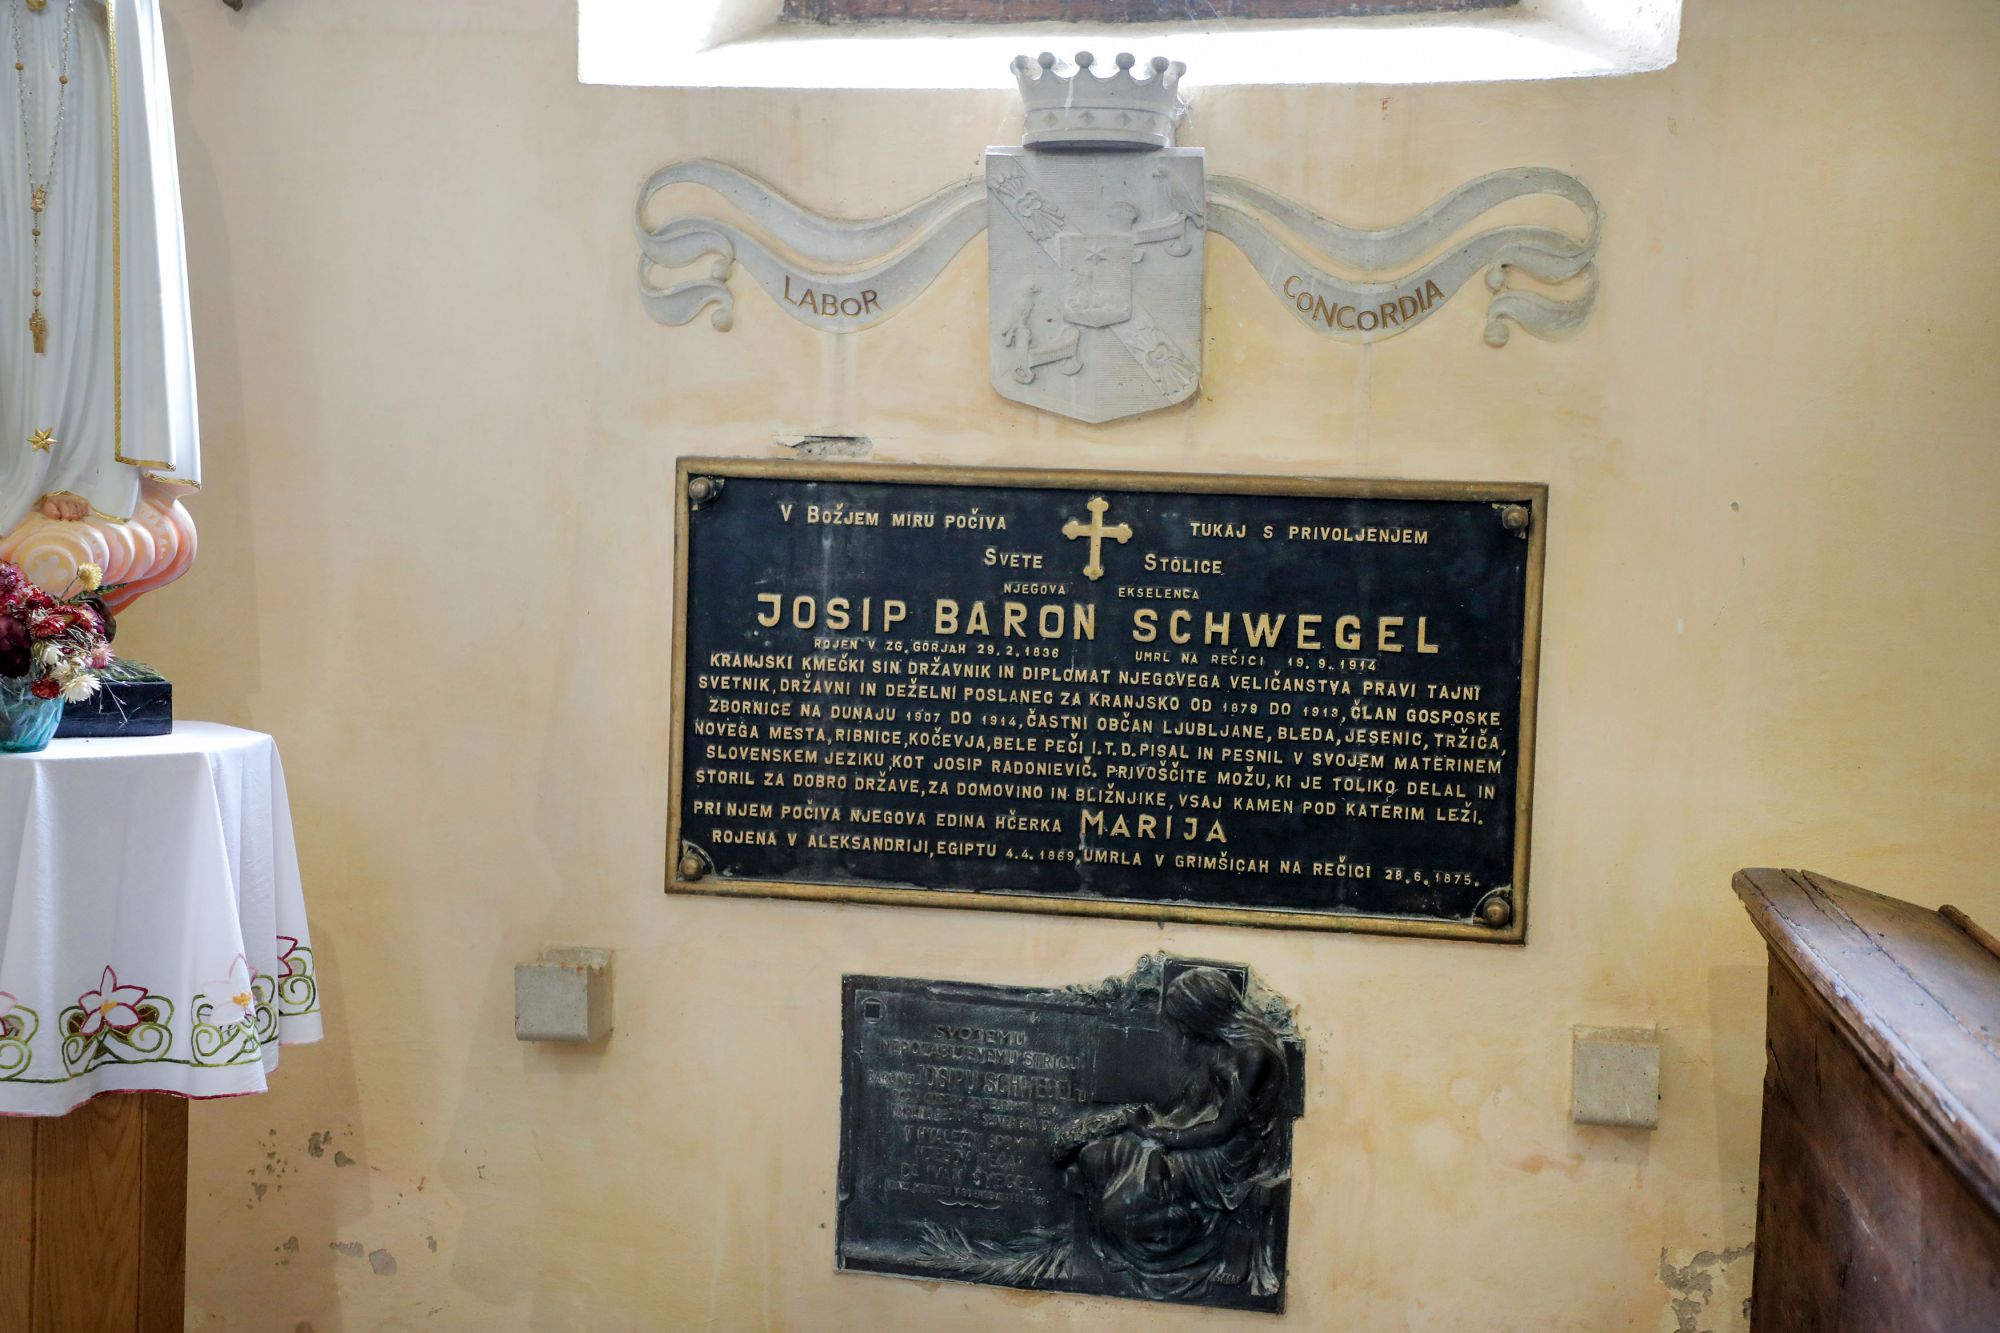 LABOR
CONCORDIA
V BOŽJEM MIRU POČIVA TUKAJ S PRIVOLJENJEM
SVETE STOLICE
NJEGOVA EKSELENCA
JOSIP BARON SCHWEGEL
ROJEN V ZG. GORJAH 29.2.1836 UMRL NA REČICI 19.9.1914
KRANJSKI KMEČKI SIN DRŽAVNIK IN DIPLOMAT NJEGOVEGA VELIČANSTVA PRAVI TAJNI
SVETNIK, DRŽAVNI IN DEŽELNI POSLANEC ZA KRANJSKO OD 1879 DO 1913, ČLAN GOSPOSKE
ZBORNICE NA DUNAJU 1907 DO 1914, ČASTNI OBČAN LJUBLJANE, BLEDA, JESENIC, TRŽIČA,
NOVEGA MESTA, RIBNICE, KOČEVJA, BELE PEČI I.T.D. PISAL IN PESNIL V SVOJEM MATERINEM
SLOVENSKEM JEZIKU, KOT JOSIP RADONIEVIČ. PRIVOŠČITE MOŽU, KI JE TOLIKO DELAL IN
STORIL ZA DOBRO DRŽAVE, ZA DOMOVINO IN BLIŽNJIKE, VSAJ KAMEN POD KATERIM LEŽI.
PRI NJEM POČIVA NJEGOVA EDINA HČERKA MARIJA
ROJENA V ALEKSANDRIJI, EGIPTU 4.4.1869, UMRLA V GRIMŠIČAH NA REČICI 28.6.1875.
SVOJEMU
NEPOZABLJENEMU STRICU
JOSIPU SCHWEGELU
V HVALEŽNI SPOMIN
NJEGOV NEČAK
DR IVAN ŠVEGEL